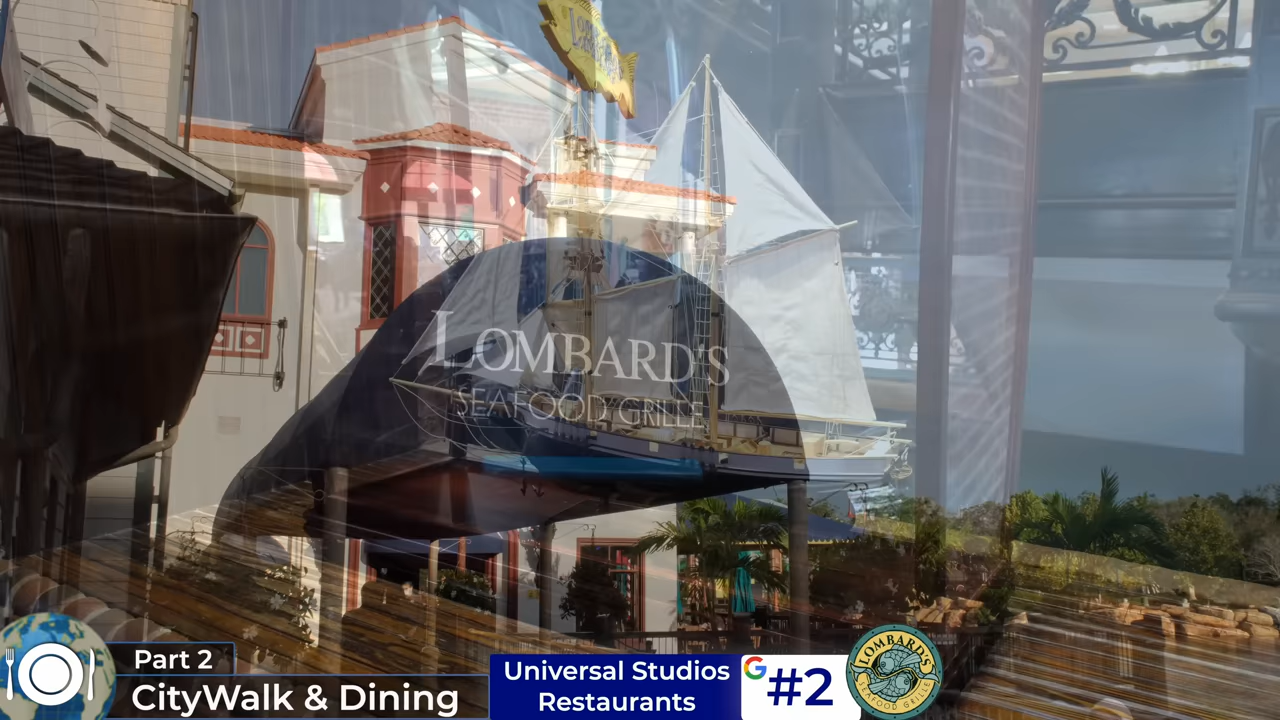 LOMBARD'S
SEAFOOD GRILLE
Part 2
CityWalk & Dining
Universal Studios
Restaurants
G #2
LOMBARD'S
SEAFOOD GRILLE